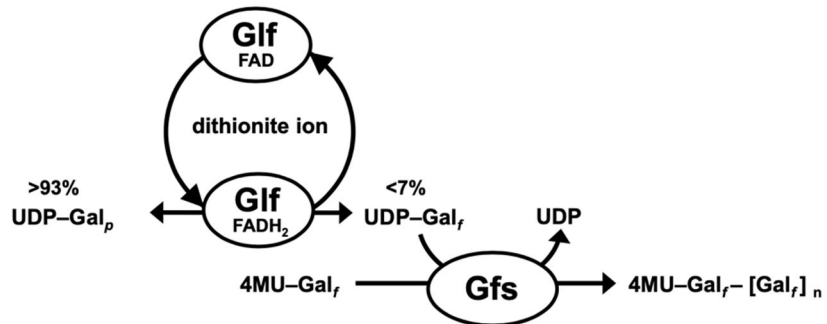 Glf
FAD
dithionite ion
>93%
UDP–Galp
Glf
FADH2
<7%
UDP–Galf
UDP
4MU–Galf
Gfs
4MU–Galf–[Galf]n